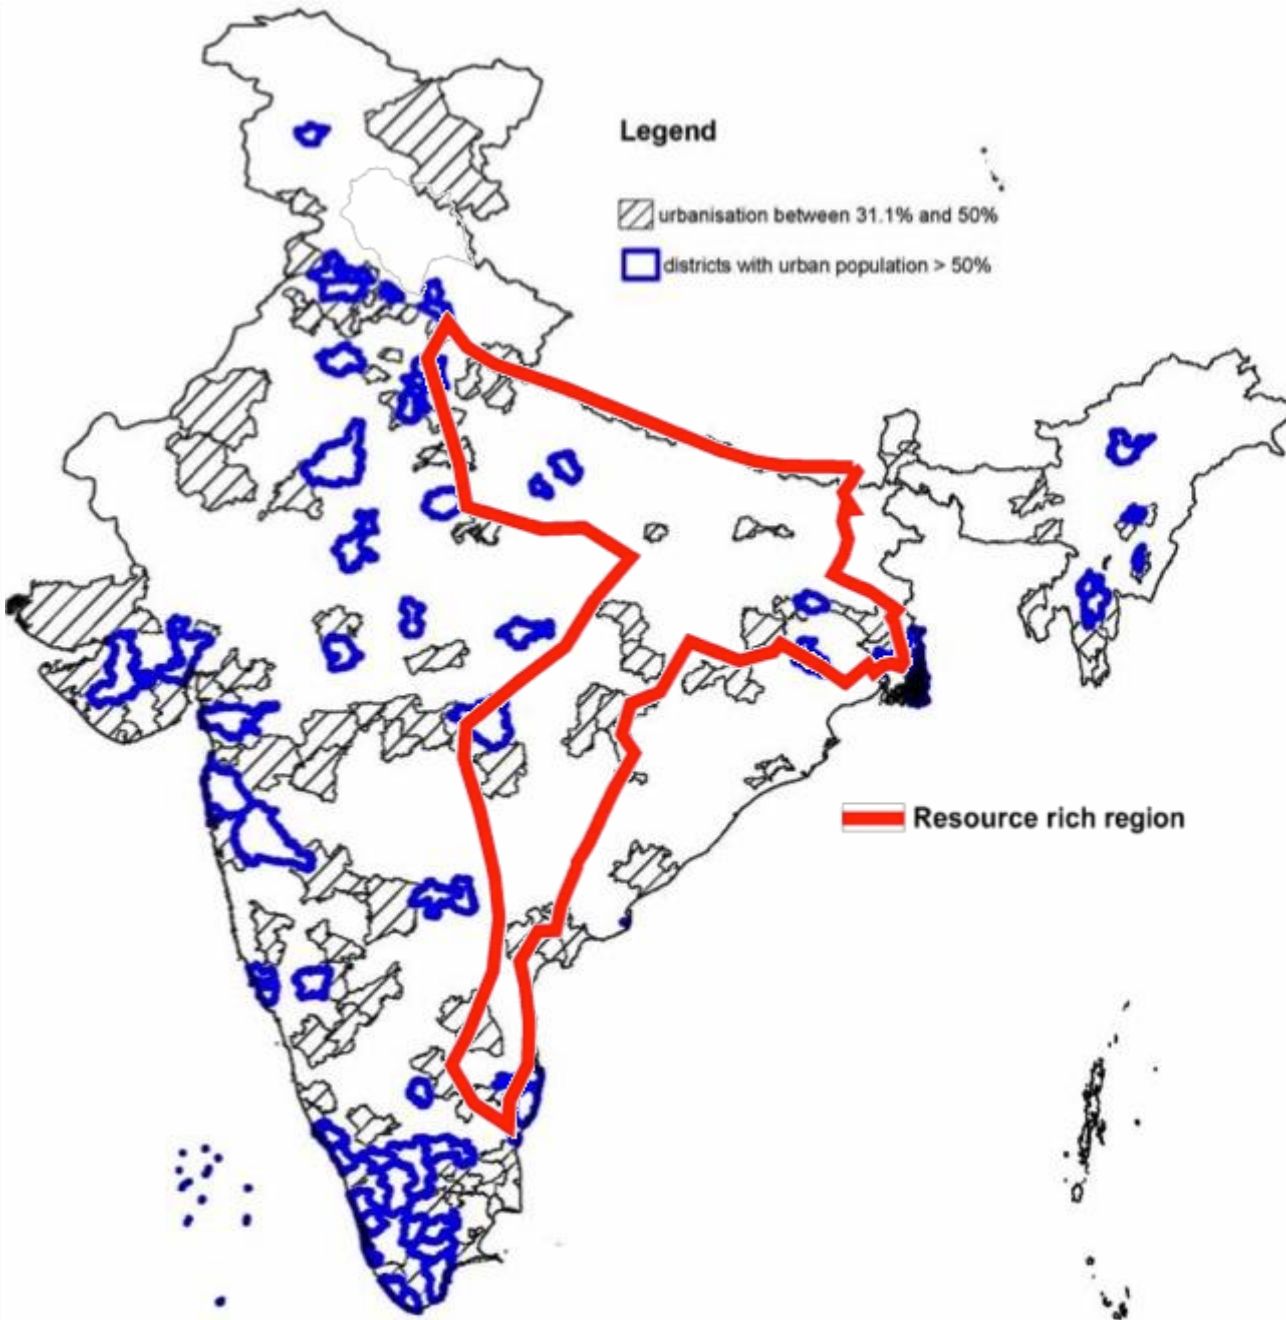 Legend
urbanisation between 31.1% and 50%
districts with urban population > 50%
Resource rich region